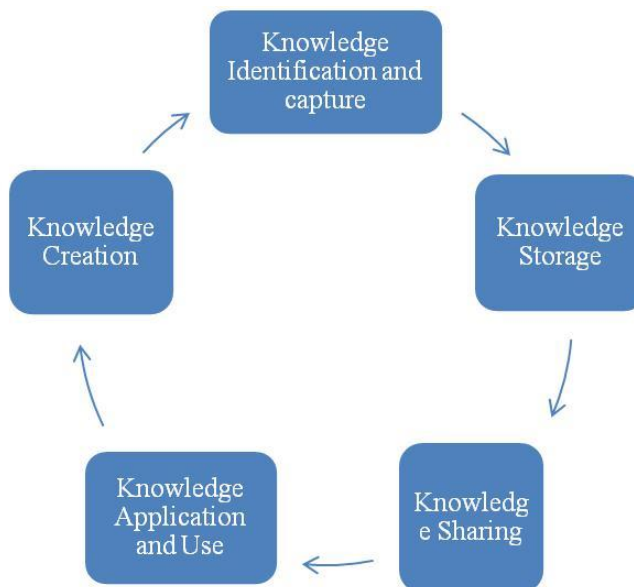 Knowledge
Identification and
capture
Knowledge
Storage
Knowledg
e Sharing
Knowledge
Application
and Use
Knowledge
Creation